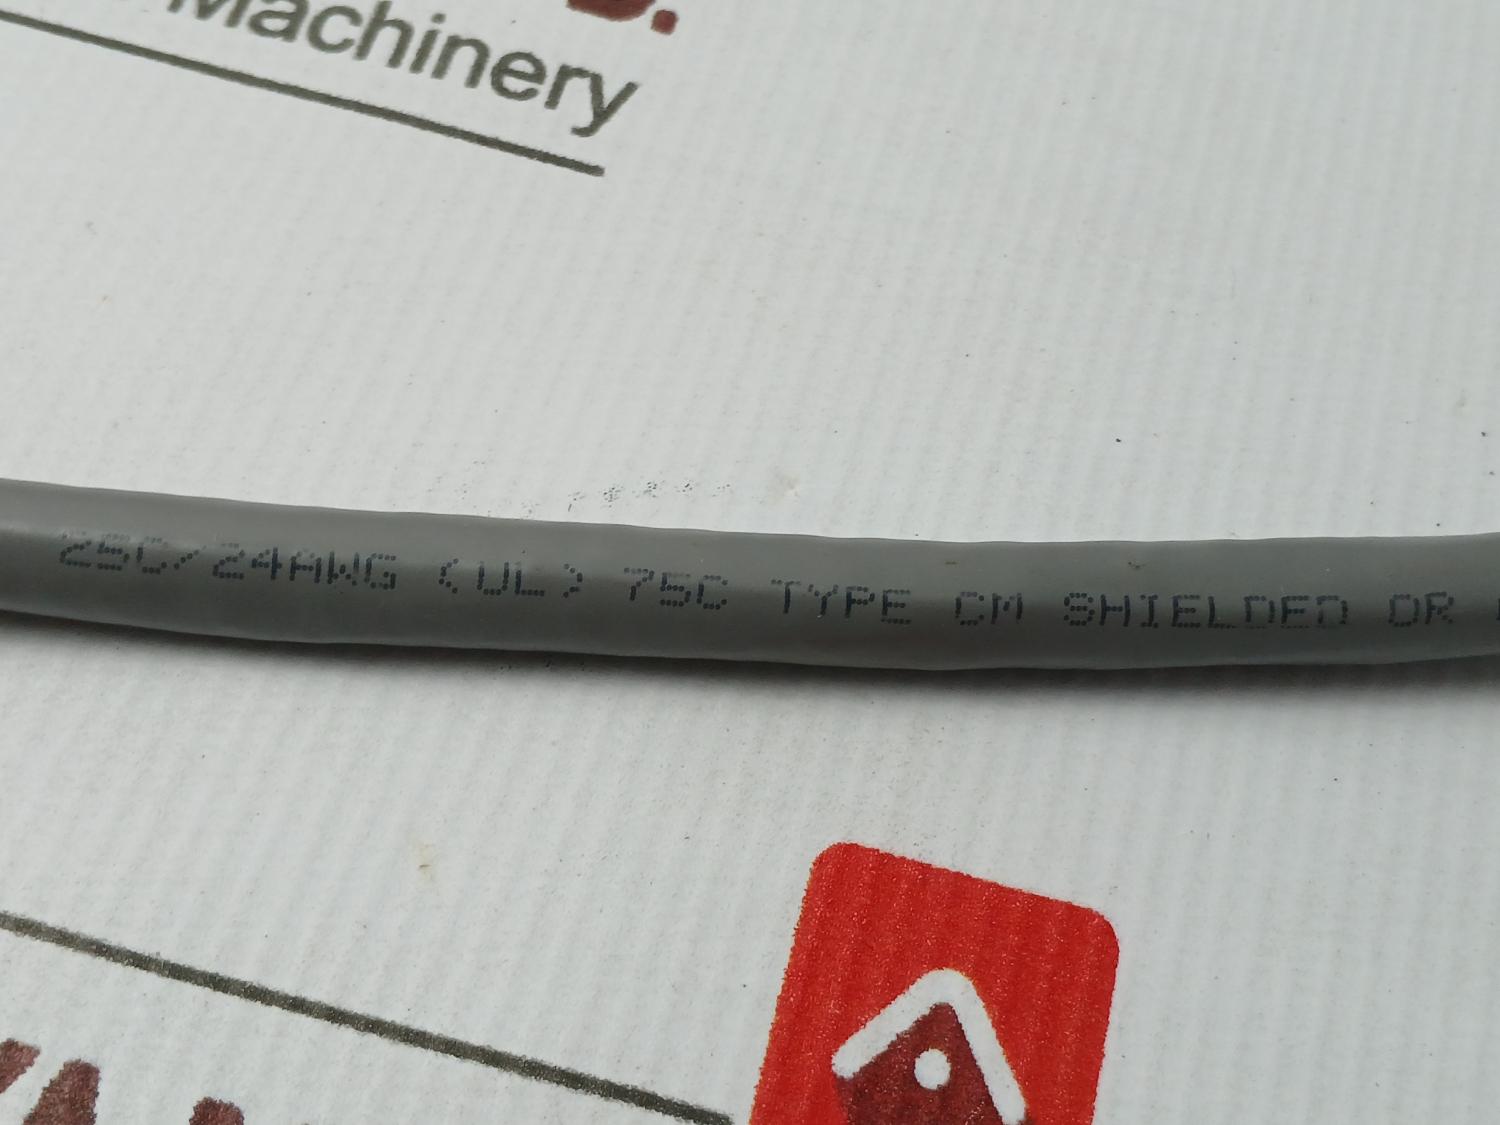 Machinery
25C/24AWG (UL) 75C TYPE CM SHIELDED OR